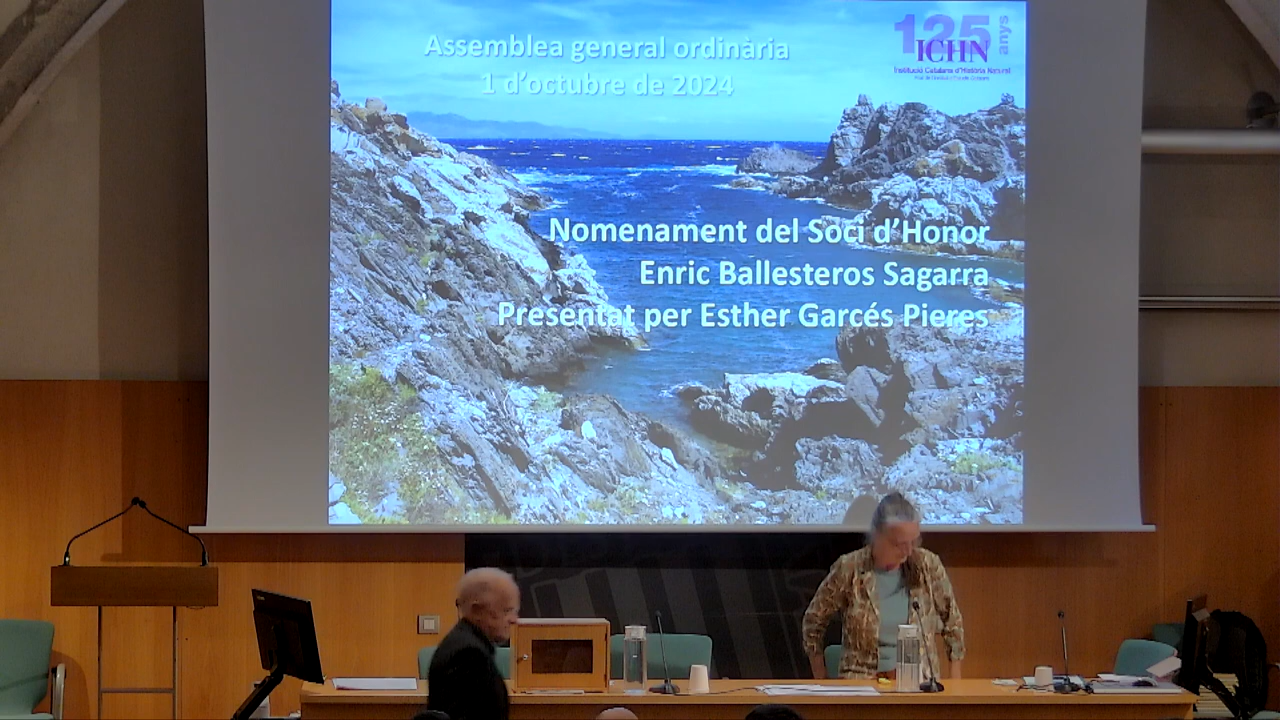 Assemblea general ordinària
1 d'octubre de 2024
125 anys
ICHN
Institució Catalana d'Història Natural
Nomenament del Soci d'Honor
Enric Ballesteros Sagarra
Presentat per Esther Garcés Pieres